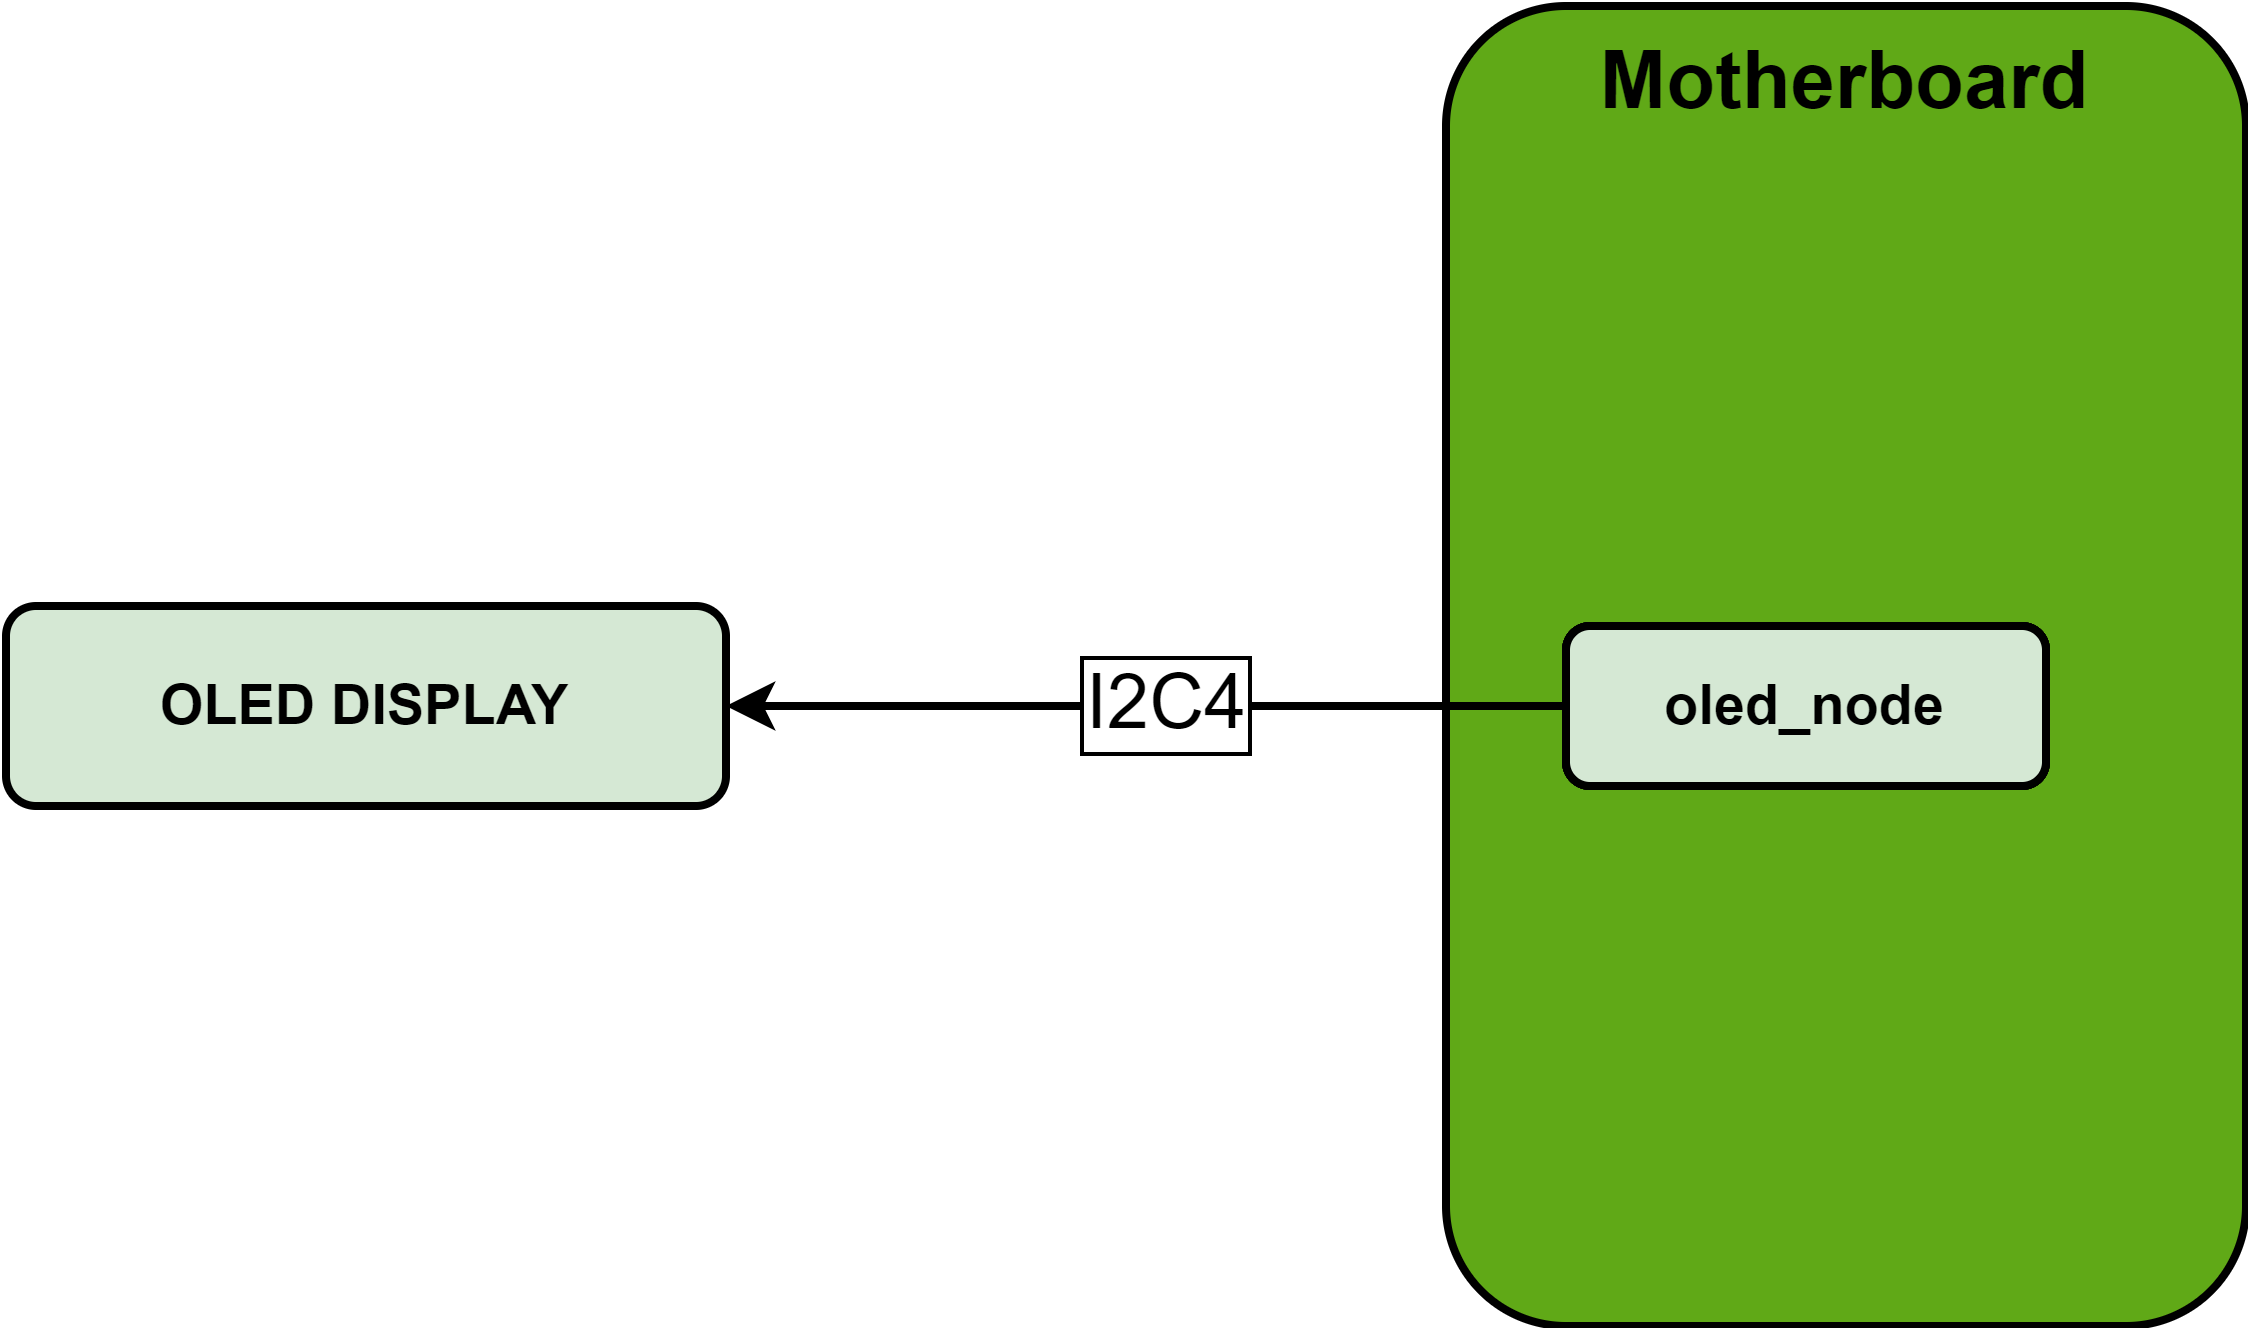 Motherboard
OLED DISPLAY
I2C4
oled_node